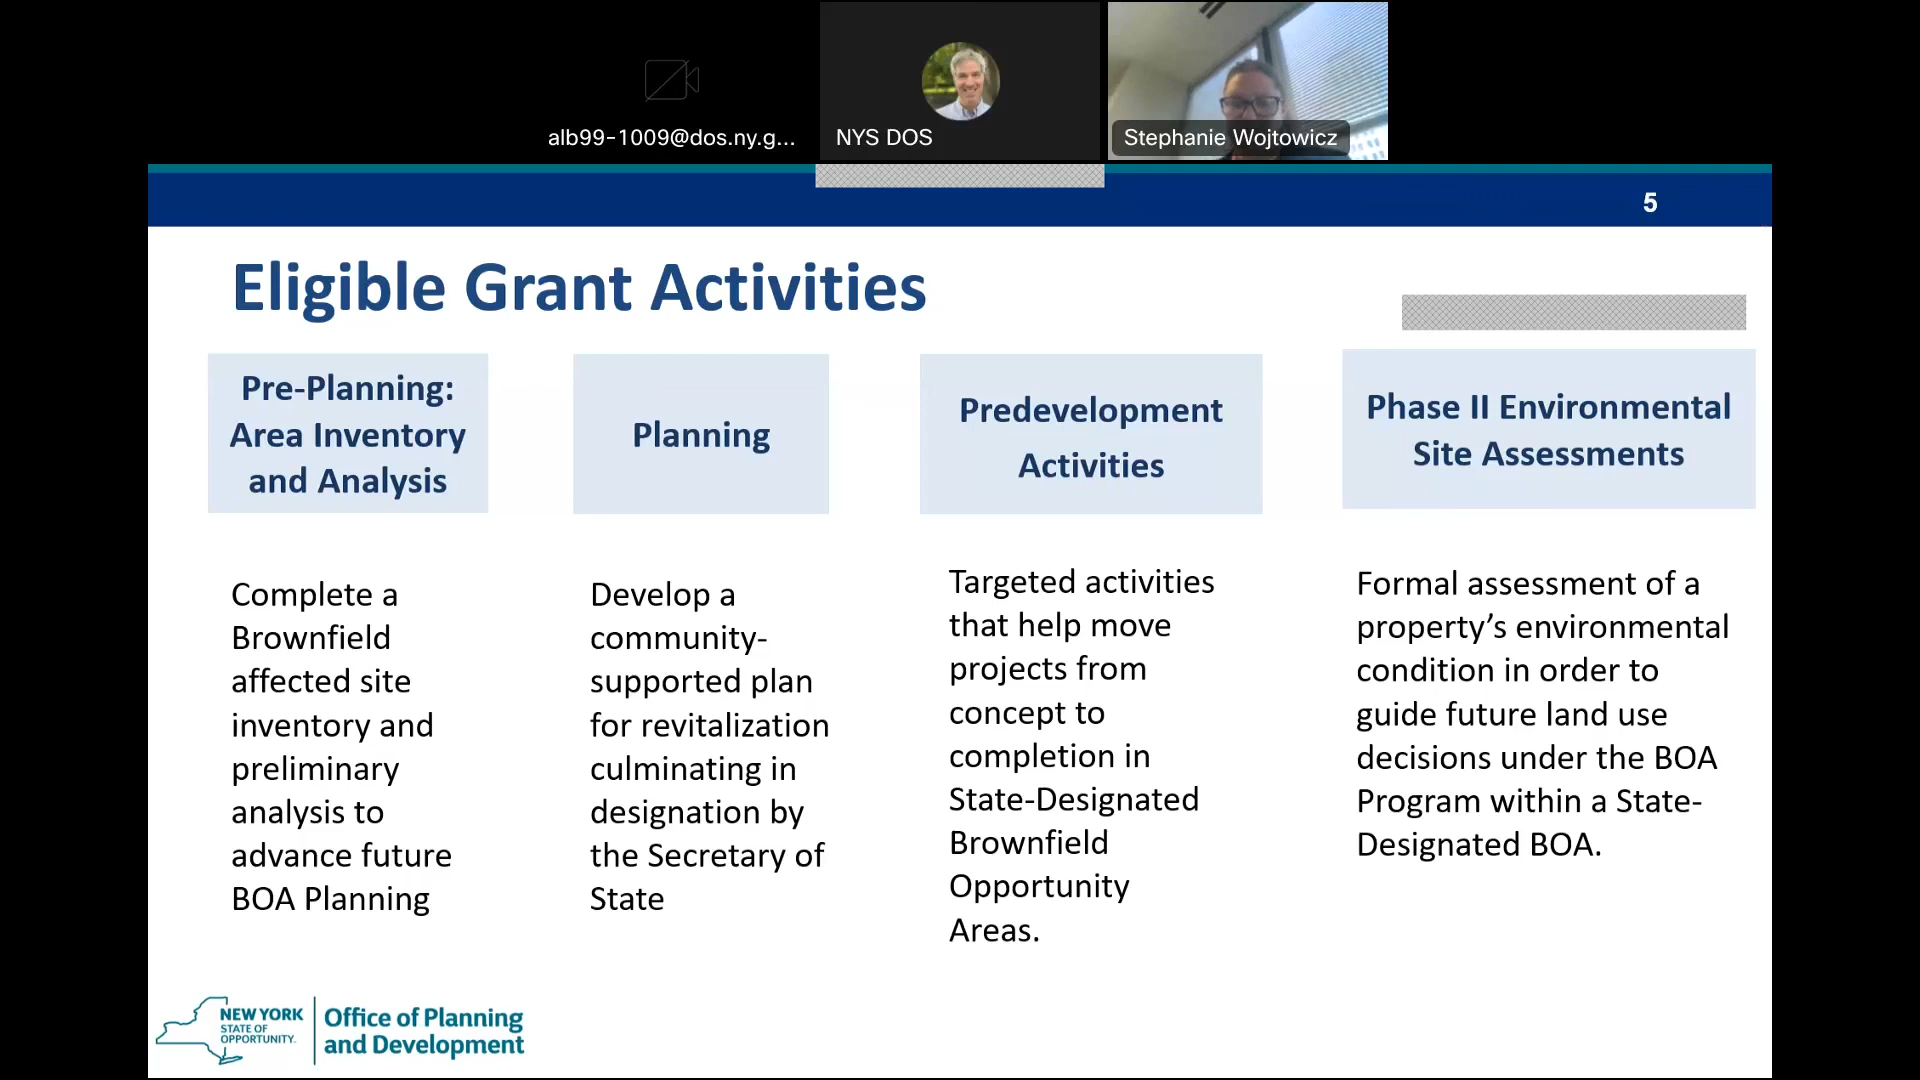 alb99-1009@dos.ny.g...
NYS DOS
Stephanie Wojtowicz
5
Eligible Grant Activities
Pre-Planning:
Area Inventory
and Analysis
Planning
Predevelopment
Activities
Phase II Environmental
Site Assessments
Complete a
Brownfield
affected site
inventory and
preliminary
analysis to
advance future
BOA Planning
Develop a
community-
supported plan
for revitalization
culminating in
designation by
the Secretary of
State
Targeted activities
that help move
projects from
concept to
completion in
State-Designated
Brownfield
Opportunity
Areas.
Formal assessment of a
property’s environmental
condition in order to
guide future land use
decisions under the BOA
Program within a State-
Designated BOA.
NEW YORK
STATE OF
OPPORTUNITY.
Office of Planning
and Development